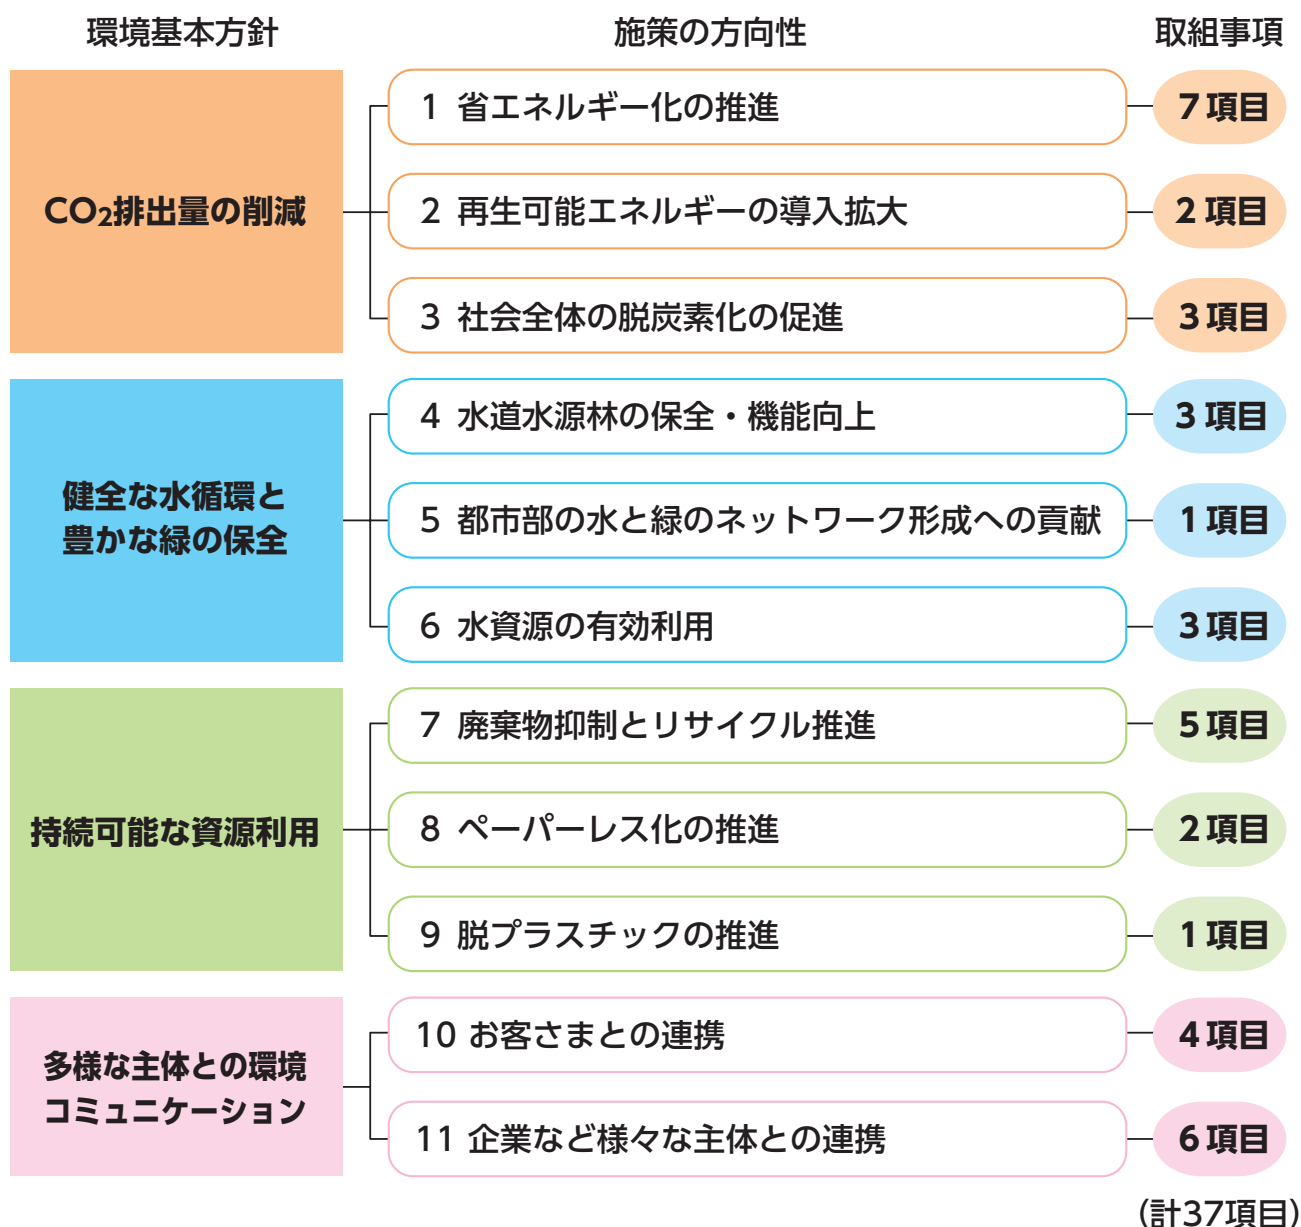 環境基本方針 施策の方向性 取組事項
CO2排出量の削減
1 省エネルギー化の推進 7項目
2 再生可能エネルギーの導入拡大 2項目
3 社会全体の脱炭素化の促進 3項目
健全な水循環と
豊かな緑の保全
4 水道水源林の保全・機能向上 3項目
5 都市部の水と緑のネットワーク形成への貢献 1項目
6 水資源の有効利用 3項目
持続可能な資源利用
7 廃棄物抑制とリサイクル推進 5項目
8 ペーパーレス化の推進 2項目
9 脱プラスチックの推進 1項目
多様な主体との環境
コミュニケーション
10 お客さまとの連携 4項目
11 企業など様々な主体との連携 6項目
(計37項目)